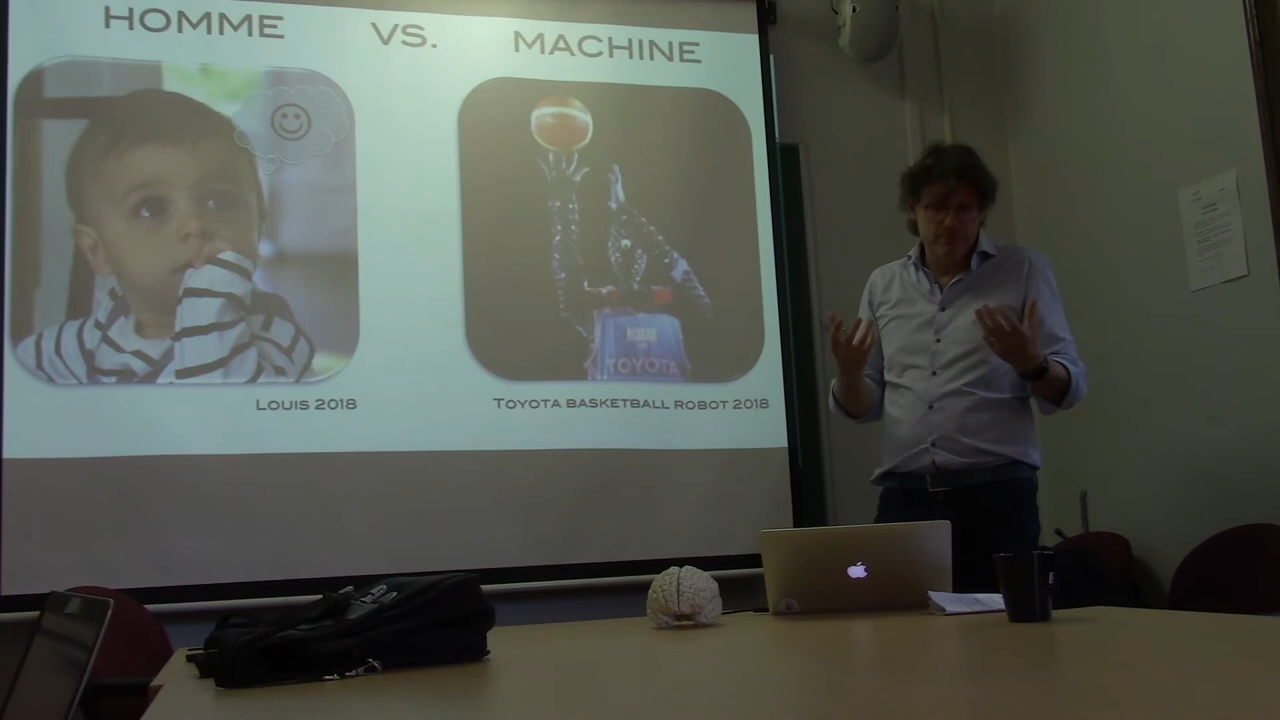 HOMME VS. MACHINE
LOUIS 2018
TOYOTA BASKETBALL ROBOT 2018
TOYOTA